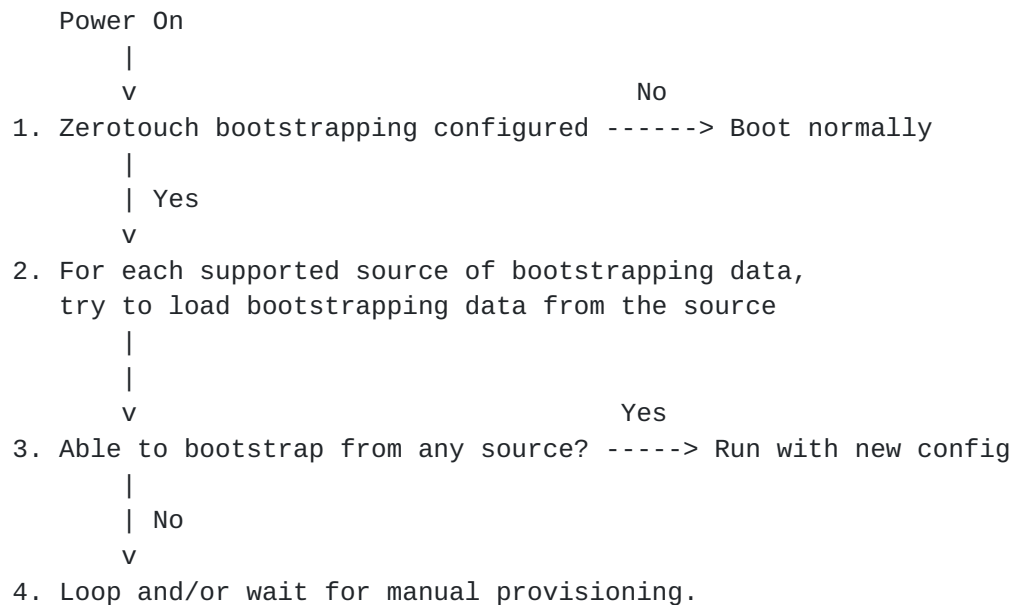 Power On
|
v                                No
1. Zerotouch bootstrapping configured ------> Boot normally
|
| Yes
v
2. For each supported source of bootstrapping data,
try to load bootstrapping data from the source
|
|
v                               Yes
3. Able to bootstrap from any source? -----> Run with new config
|
| No
v
4. Loop and/or wait for manual provisioning.